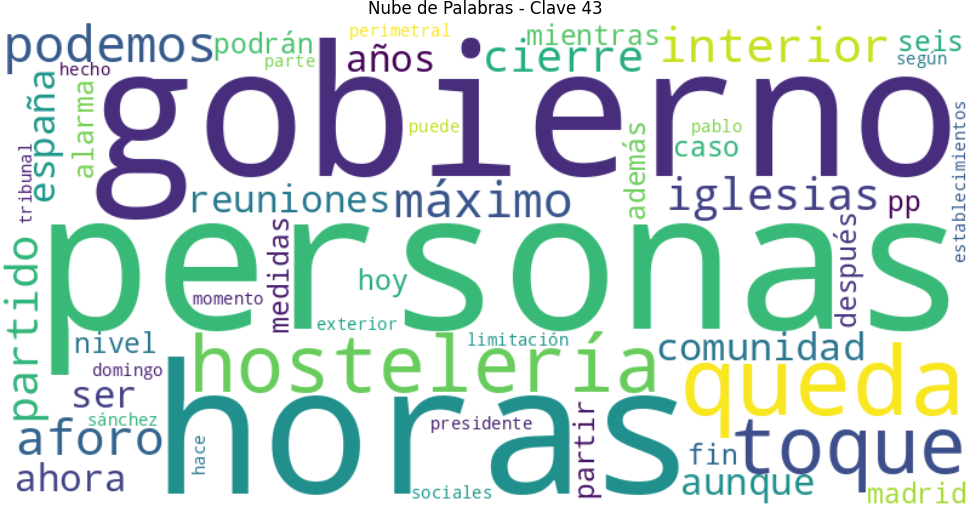 Nube de Palabras - Clave 43
podemos
podrán
perimetral
parte
hecho
años
cierre
mientras
interior
seis
según
gobierno
españa
alarma
tribunal
puede
además
pablo
caso
establecimientos
reuniones
máximo
iglesias
pp
personas
partido
medidas
momento
hoy
exterior
después
limitación
nivel
domingo
hostelería
comunidad
queda
ser
sánchez
aforo
ahora
hace
horas
presidente
sociales
partir
fin
aunque
toque
madrid